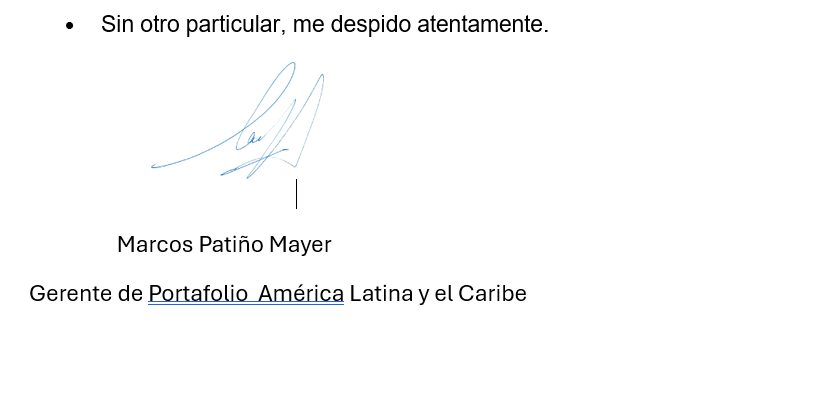 • Sin otro particular, me despido atentamente.
Marcos Patiño Mayer
Gerente de Portafolio  América Latina y el Caribe